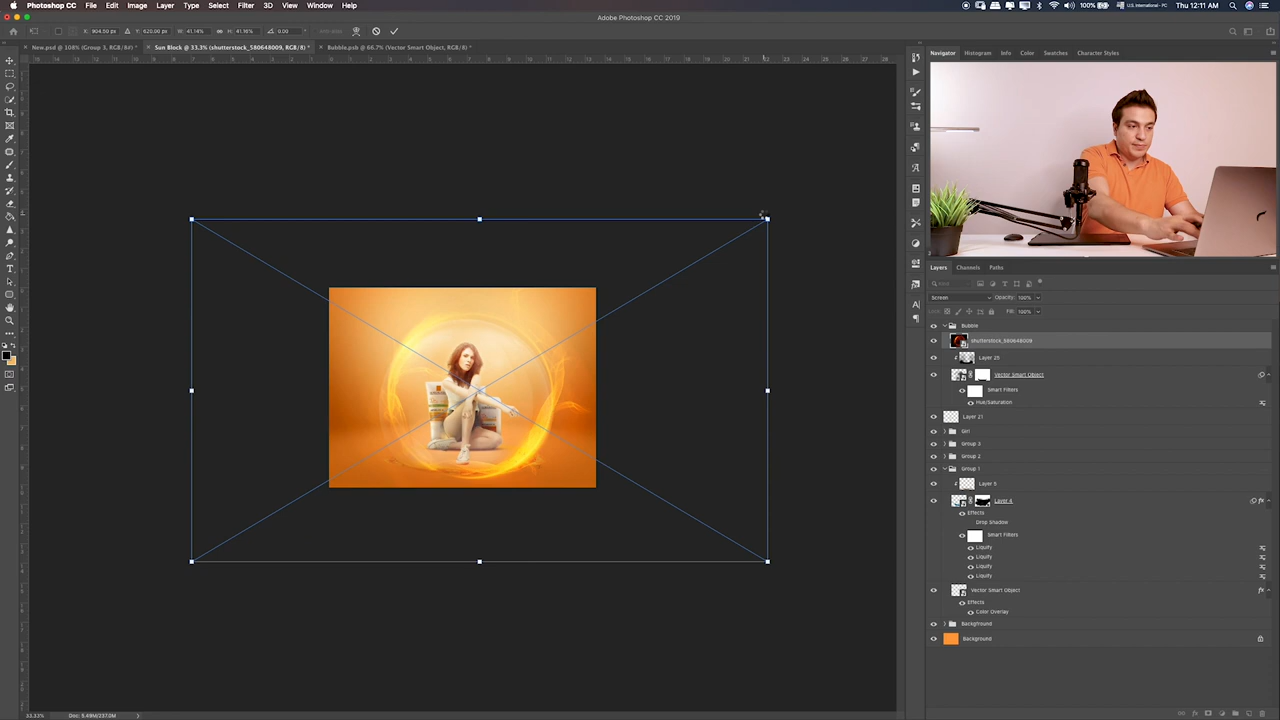 Adobe Photoshop CC 2019 File Edit Image Layer Type Select Filter 3D View Window Help
100% U.S. International - Pc Thu 12:11 AM
Adobe Photoshop CC 2019
X: 904.50 px Y: 620.00 px W: 41.14% H: 41.16% 0.00
New.psd @ 108% (Group 3, RGB/8#) * Sun Block @ 33.3% (shutterstock_580648009, RGB/8) * Bubble.psb @ 66.7% (Vector Smart Object, RGB/8) *
Navigator Histogram Info Color Swatches Character Styles
Layers Channels Paths
Kind
Screen Opacity: 100%
Lock: Fill: 100%
Bubble
shutterstock_580648009
Layer 25
Vector Smart Object
Smart Filters
Hue/Saturation
Layer 21
Girl
Group 3
Group 2
Group 1
Layer 5
Layer 4
Effects
Drop Shadow
Smart Filters
Liquify
Liquify
Liquify
Liquify
Vector Smart Object
Effects
Color Overlay
Background
Background
33.33% Doc: 5.49M/237.0M